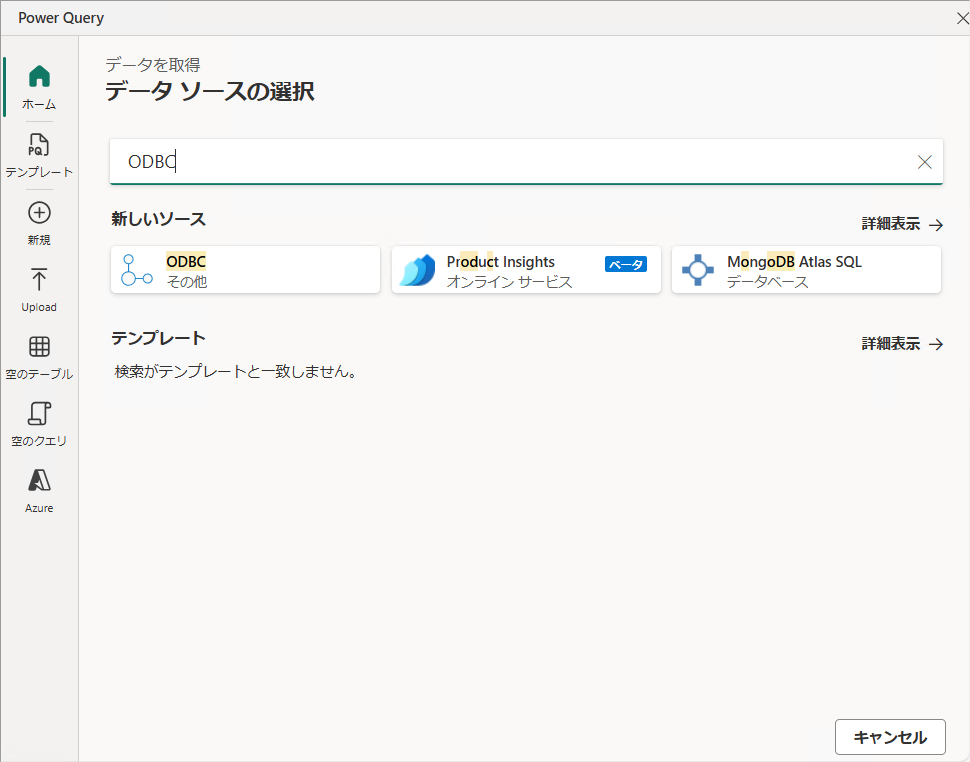 Power Query
ホーム
テンプレート
新規
Upload
空のテーブル
空のクエリ
Azure
データを取得
データ ソースの選択
ODBC
新しいソース
詳細表示
ODBC
その他
Product Insights
ベータ
オンライン サービス
MongoDB Atlas SQL
データベース
テンプレート
詳細表示
検索がテンプレートと一致しません。
キャンセル